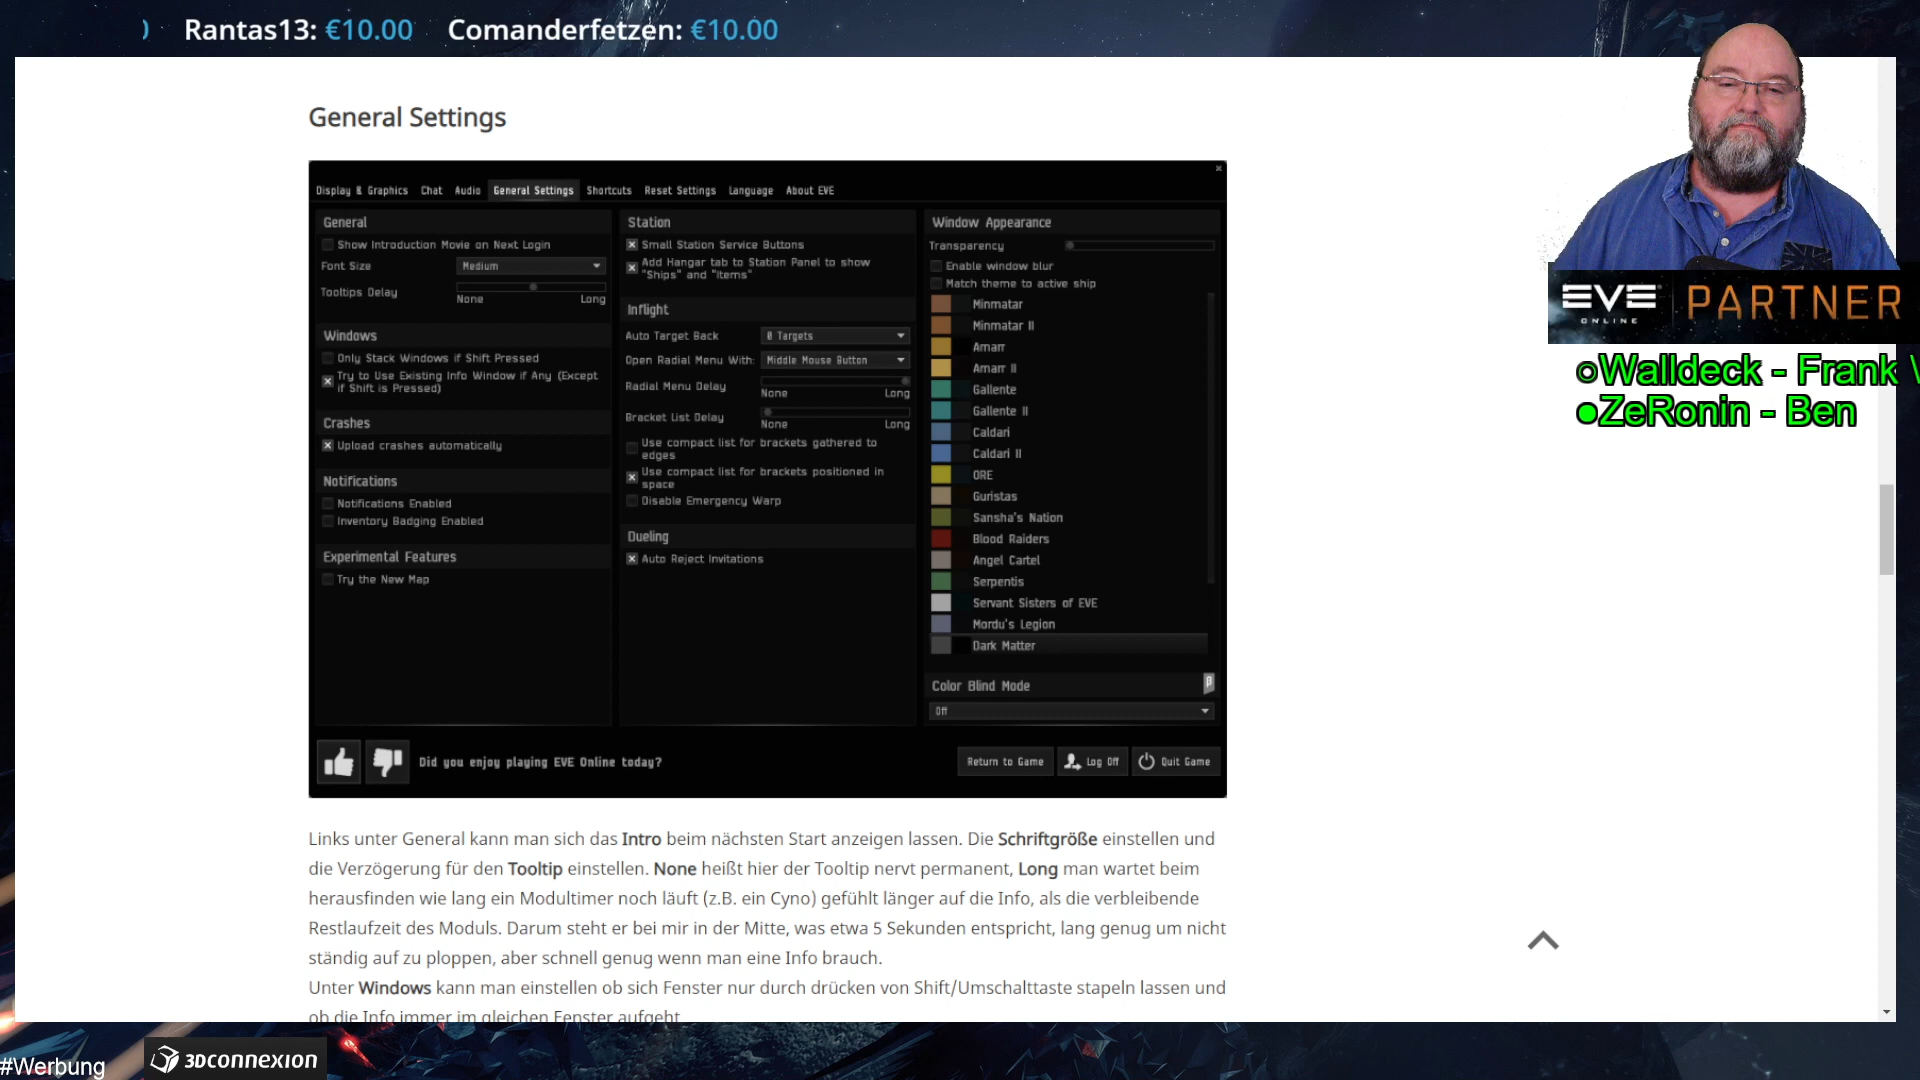 Rantas13: €10.00 Comanderfetzen: €10.00
General Settings
Display & Graphics Chat Audio General Settings Shortcuts Reset Settings Language About EVE
General
Show Introduction Movie on Next Login
Font Size Medium
Tooltips Delay
None Long
Windows
Only Stack Windows if Shift Pressed
Try to Use Existing Info Window if Any (Except
if Shift is Pressed)
Crashes
Upload crashes automatically
Notifications
Notifications Enabled
Inventory Badging Enabled
Experimental Features
Try the New Map
Station
Small Station Service Buttons
Add Hangar tab to Station Panel to show
"Ships" and "Items"
Inflight
Auto Target Back 0 Targets
Open Radial Menu With: Middle Mouse Button
Radial Menu Delay
None Long
Bracket List Delay
None Long
Use compact list for brackets gathered to
edges
Use compact list for brackets positioned in
space
Disable Emergency Warp
Dueling
Auto Reject Invitations
Window Appearance
Transparency
Enable window blur
Match theme to active ship
Minmatar
Minmatar II
Amarr
Amarr II
Gallente
Gallente II
Caldari
Caldari II
ORE
Guristas
Sansha's Nation
Blood Raiders
Angel Cartel
Serpentis
Servant Sisters of EVE
Mordu's Legion
Dark Matter
Color Blind Mode
Off
Did you enjoy playing EVE Online today?
Return to Game Log Off Quit Game
Links unter General kann man sich das Intro beim nächsten Start anzeigen lassen. Die Schriftgröße einstellen und
die Verzögerung für den Tooltip einstellen. None heißt hier der Tooltip nervt permanent, Long man wartet beim
herausfinden wie lang ein Modultimer noch läuft (z.B. ein Cyno) gefühlt länger auf die Info, als die verbleibende
Restlaufzeit des Moduls. Darum steht er bei mir in der Mitte, was etwa 5 Sekunden entspricht, lang genug um nicht
ständig auf zu ploppen, aber schnell genug wenn man eine Info brauch.
Unter Windows kann man einstellen ob sich Fenster nur durch drücken von Shift/Umschalttaste stapeln lassen und
ob die Info immer im gleichen Fenster aufgeht
EVE ONLINE PARTNER
Walldeck - Frank
ZeRonin - Ben
#Werbung
3DCONNEXION